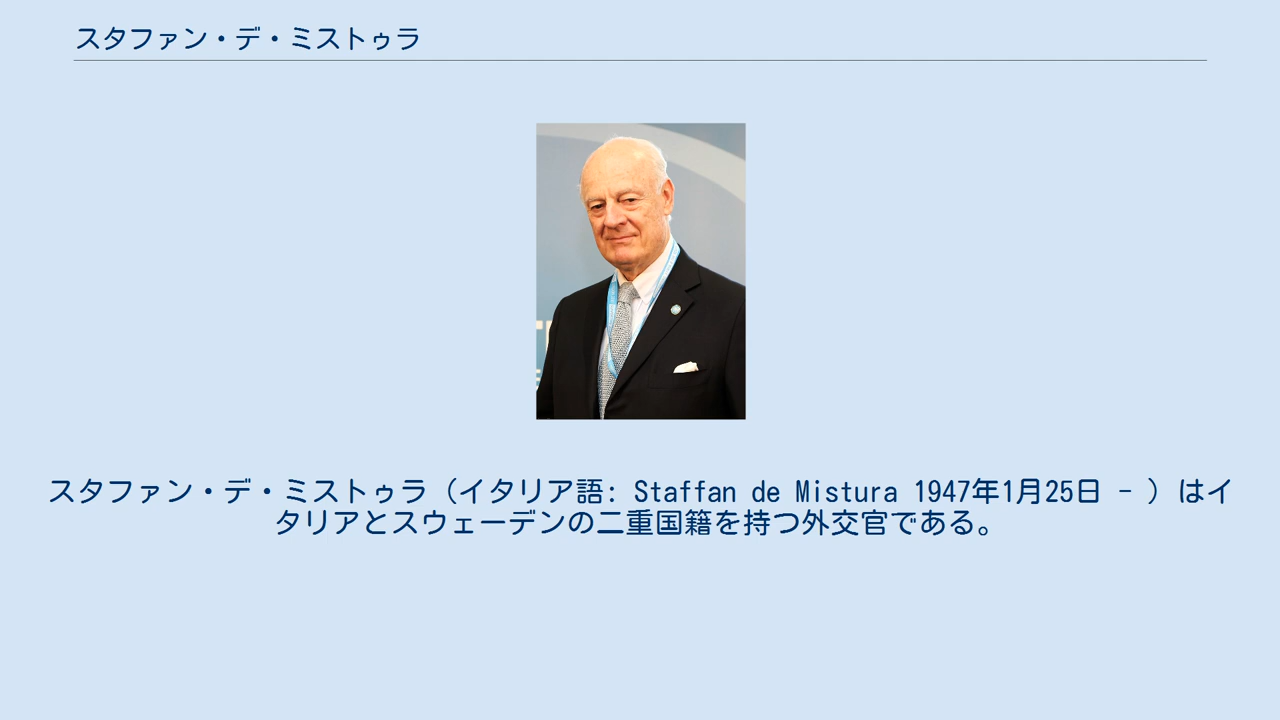 スタファン・デ・ミストゥラ
スタファン・デ・ミストゥラ（イタリア語: Staffan de Mistura 1947年1月25日 - ）はイ
タリアとスウェーデンの二重国籍を持つ外交官である。